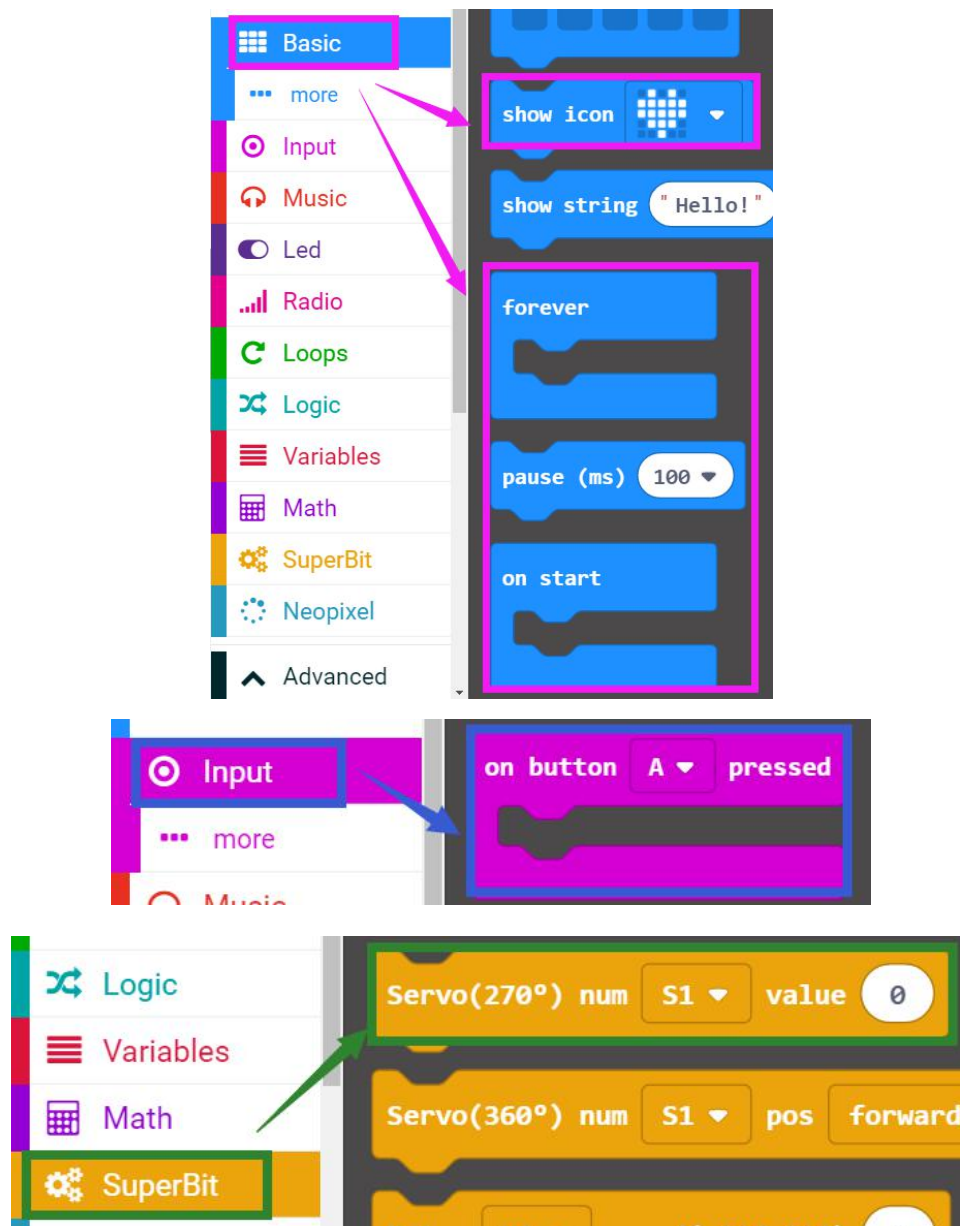 Basic
more
Input
Music
Led
Radio
Loops
Logic
Variables
Math
SuperBit
Neopixel
Advanced
show icon
show string "Hello!"
forever
pause (ms) 100
on start
Input
more
Music
on button A pressed
Logic
Variables
Math
SuperBit
Servo(270°) num S1 value 0
Servo(360°) num S1 pos forward